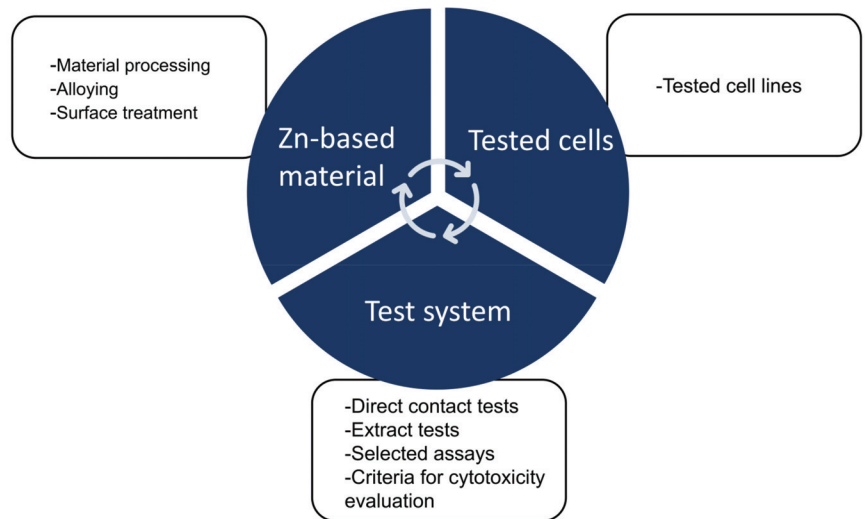 -Material processing
-Alloying
-Surface treatment
-Tested cell lines
Zn-based
material
Tested cells
Test system
-Direct contact tests
-Extract tests
-Selected assays
-Criteria for cytotoxicity
evaluation